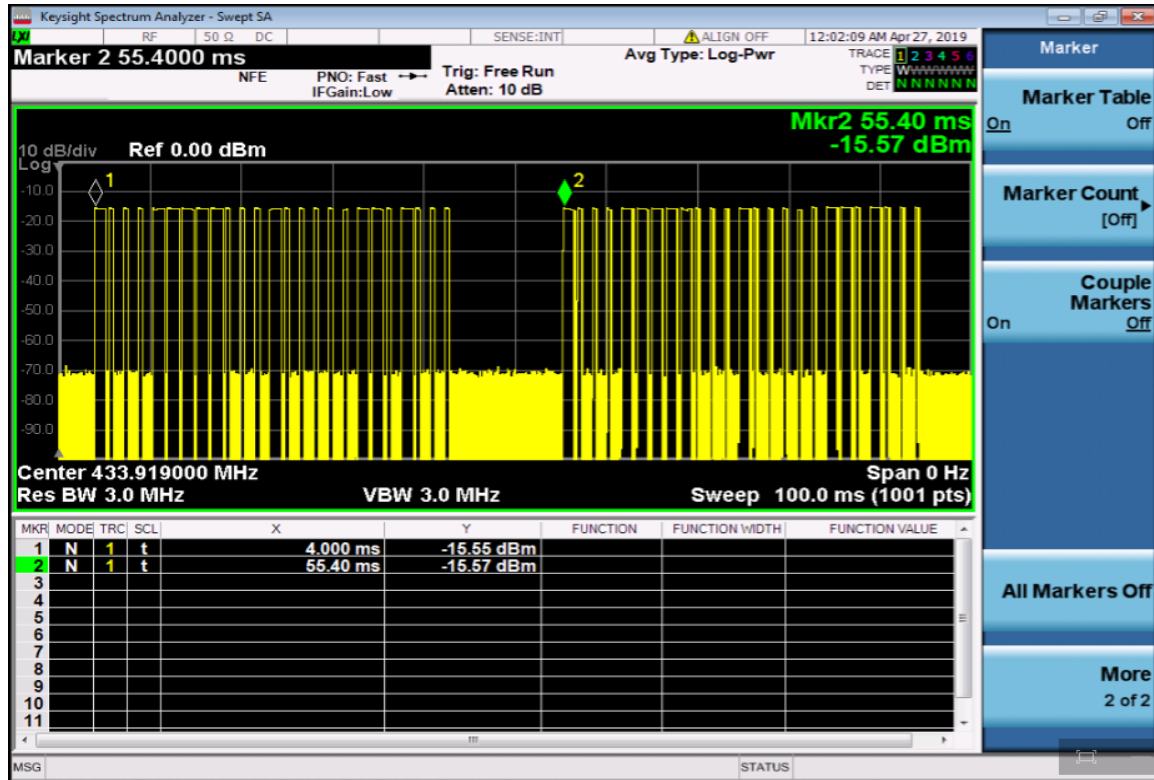 Keysight Spectrum Analyzer - Swept SA
LXI RF 50 Ω DC SENSE:INT ALIGN OFF 12:02:09 AM Apr 27, 2019
Marker 2 55.4000 ms
NFE
PNO: Fast
IFGain:Low
Trig: Free Run
Atten: 10 dB
Avg Type: Log-Pwr
TRACE 1 2 3 4 5 6
TYPE W W W W W W
DET N N N N N N
Mkr2 55.40 ms
-15.57 dBm
10 dB/div Ref 0.00 dBm
Log
1
2
-10.0
-20.0
-30.0
-40.0
-50.0
-60.0
-70.0
-80.0
-90.0
Center 433.919000 MHz Span 0 Hz
Res BW 3.0 MHz VBW 3.0 MHz Sweep 100.0 ms (1001 pts)
MKR MODE TRC SCL X Y FUNCTION FUNCTION WIDTH FUNCTION VALUE
1 N 1 t 4.000 ms -15.55 dBm
2 N 1 t 55.40 ms -15.57 dBm
3
4
5
6
7
8
9
10
11
MSG STATUS
Marker
Marker Table
On Off
Marker Count
[Off]
Couple
Markers
On Off
All Markers Off
More
2 of 2